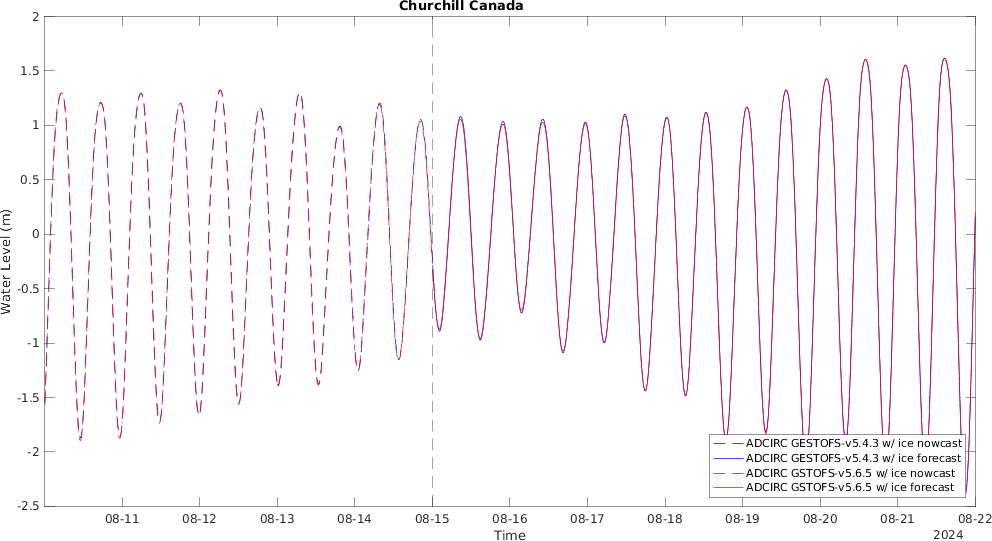 Churchill Canada
2
1.5
1
0.5
0
-0.5
-1
-1.5
-2
-2.5
Water Level (m)
ADCIRC GESTOFS-v5.4.3 w/ ice nowcast
ADCIRC GESTOFS-v5.4.3 w/ ice forecast
ADCIRC GSTOFS-v5.6.5 w/ ice nowcast
ADCIRC GSTOFS-v5.6.5 w/ ice forecast
08-11 08-12 08-13 08-14 08-15 08-16 08-17 08-18 08-19 08-20 08-21 08-22
Time
2024